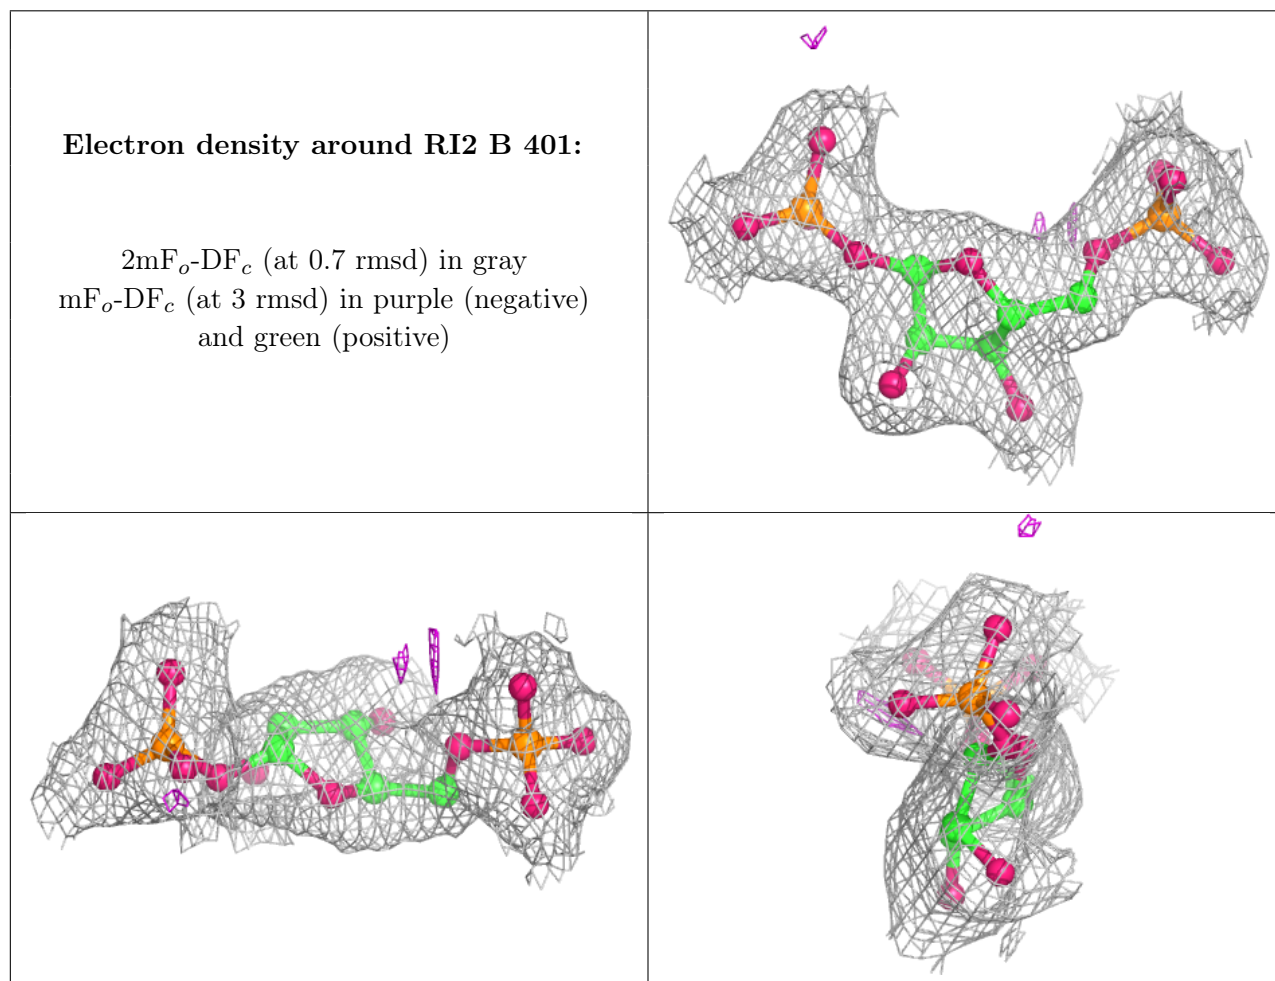 Electron density around RI2 B 401:
2mFo-DFc (at 0.7 rmsd) in gray
mFo-DFc (at 3 rmsd) in purple (negative)
and green (positive)